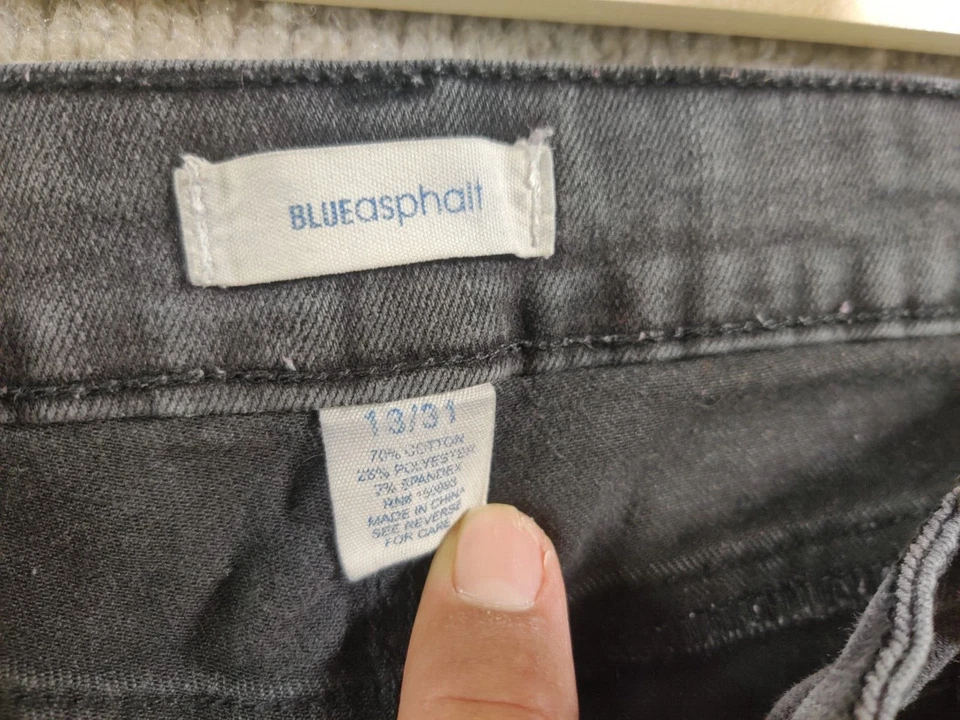 BLUEasphalt
13/31
70% COTTON
28% POLYESTER
2% SPANDEX
RN#
MADE IN CHINA
SEE REVERSE
FOR CARE